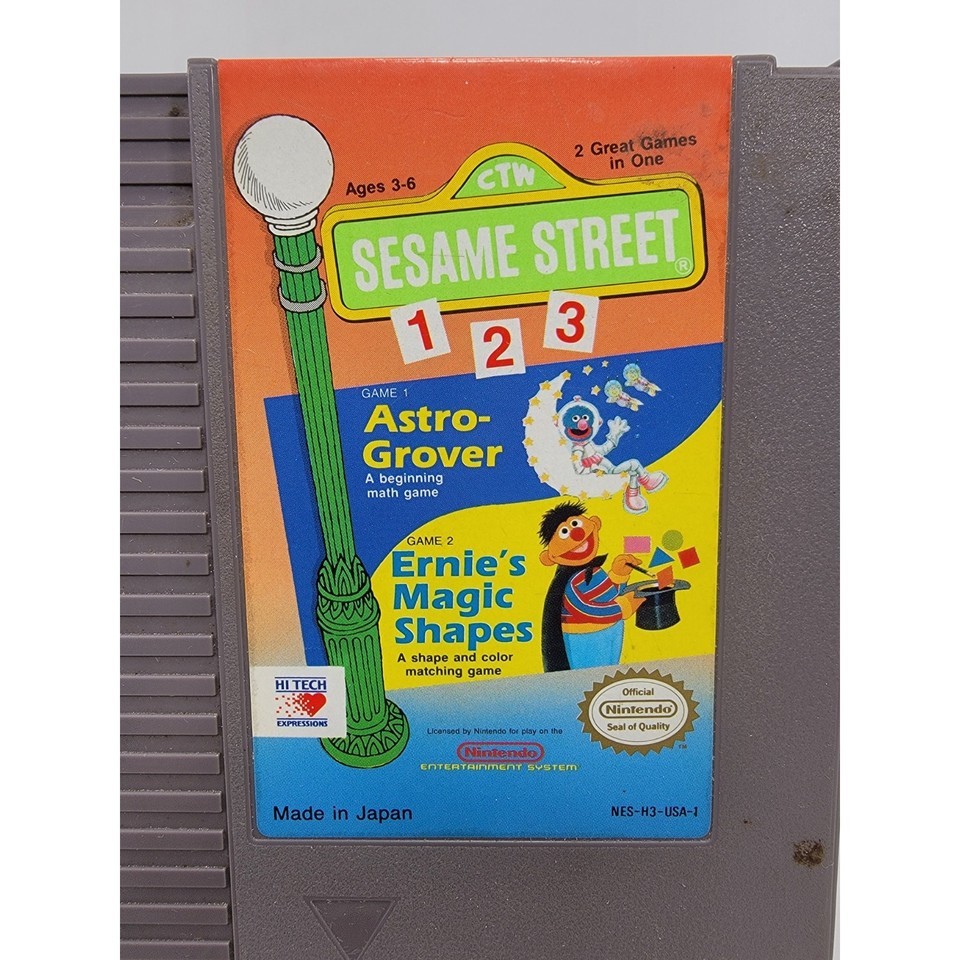 2 Great Games
in One
Ages 3-6
CTW
SESAME STREET®
1 2 3
GAME 1
Astro-
Grover
A beginning
math game
GAME 2
Ernie's
Magic
Shapes
A shape and color
matching game
HI TECH
EXPRESSIONS
Official
Nintendo
Seal of Quality
TM
Licensed by Nintendo for play on the
Nintendo
ENTERTAINMENT SYSTEM
Made in Japan
NES-H3-USA-1